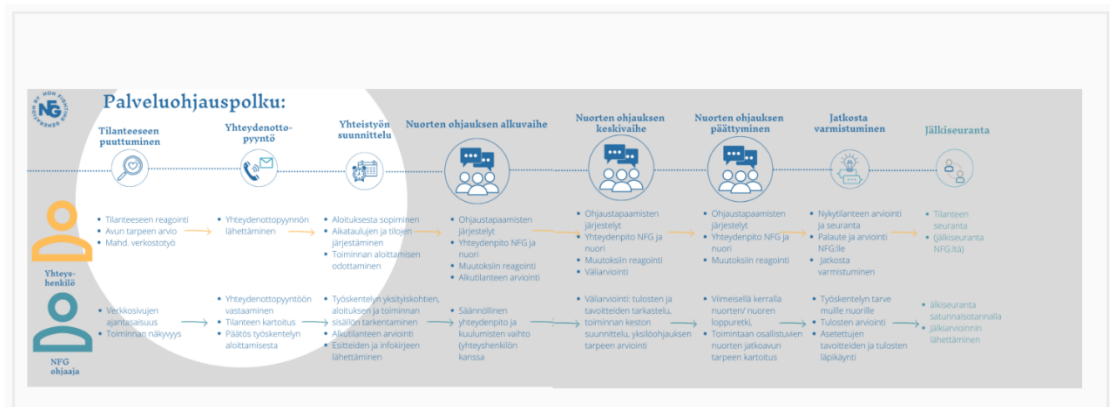 NON FIGHTING GENERATION RY
NFG
Palveluohjauspolku:
Tilanteeseen
puuttuminen
Yhteydenotto-
pyyntö
Yhteistyön
suunnittelu
Nuorten ohjauksen alkuvaihe
Nuorten ohjauksen
keskivaihe
Nuorten ohjauksen
päättyminen
Jatkosta
varmistuminen
Jälkiseuranta
Yhteys-
henkilö
• Tilanteeseen reagointi
• Avun tarpeen arvio
• Mahd. verkostotyö
• Yhteydenottopyynnön
lähettäminen
• Aloituksesta sopiminen
• Aikataulujen ja tilojen
järjestäminen
• Toiminnan aloittamisen
odottaminen
• Ohjaustapaamisten
järjestelyt
• Yhteydenpito NFG ja
nuori
• Muutoksiin reagointi
• Alkutilanteen arviointi
• Ohjaustapaamisten
järjestelyt
• Yhteydenpito NFG ja
nuori
• Muutoksiin reagointi
• Väliarviointi
• Ohjaustapaamisten
järjestelyt
• Yhteydenpito NFG ja
nuori
• Muutoksiin reagointi
• Nykytilanteen arviointi
ja seuranta
• Palaute ja arviointi
NFG:lle
• Jatkosta
varmistuminen
• Tilanteen
seuranta
• (jälkiseuranta
NFG:ltä)
NFG
ohjaaja
• Verkkosivujen
ajantasaisuus
• Toiminnan näkyvyys
• Yhteydenottopyyntöön
vastaaminen
• Tilanteen kartoitus
• Päätös työskentelyn
aloittamisesta
• Työskentelyn yksityiskohtien,
aloituksen ja toiminnan
sisällön tarkentaminen
• Alkutilanteen arviointi
• Esitteiden ja infokirjeen
lähettäminen
• Säännöllinen
yhteydenpito ja
kuulumisten vaihto
(yhteyshenkilön
kanssa
• Väliarviointi: tulosten ja
tavoitteiden tarkastelu,
toiminnan keston
suunnittelu, yksilöohjauksen
tarpeen arviointi
• Viimeisellä kerralla
nuorten/ nuoren
loppuretki,
• Toimintaan osallistuvien
nuorten jatkoavun
tarpeen kartoitus
• Työskentelyn tarve
muille nuorille
• Tulosten arviointi
• Asetettujen
tavoitteiden ja tulosten
läpikäynti
• älkiseuranta
satunnaisotannalla
• Jälkiarvioinnin
lähettäminen